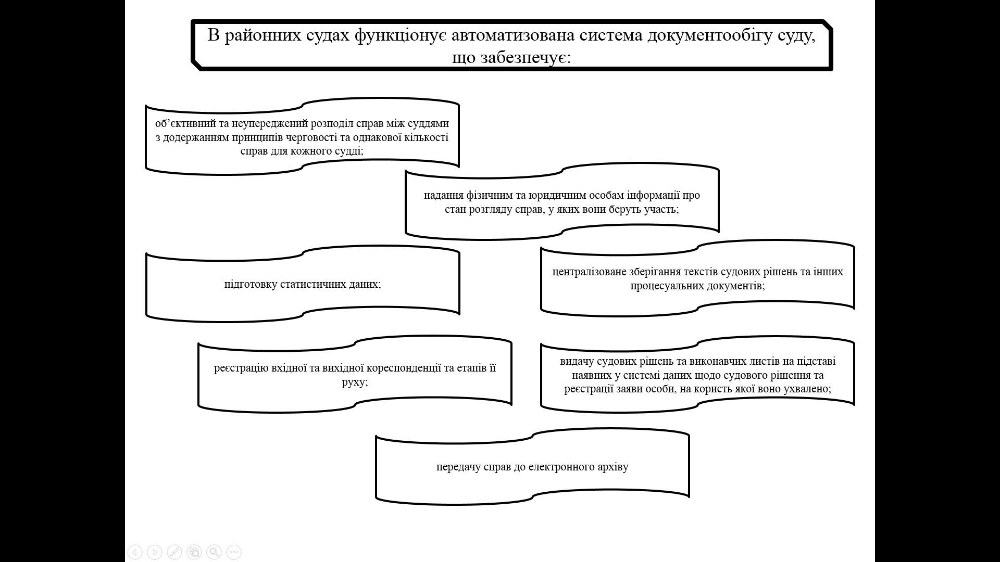 В районних судах функціонує автоматизована система документообігу суду,
що забезпечує:
об’єктивний та неупереджений розподіл справ між суддями
з додержанням принципів черговості та однакової кількості
справ для кожного судді;
надання фізичним та юридичним особам інформації про
стан розгляду справ, у яких вони беруть участь;
підготовку статистичних даних;
централізоване зберігання текстів судових рішень та інших
процесуальних документів;
реєстрацію вхідної та вихідної кореспонденції та етапів її
руху;
видачу судових рішень та виконавчих листів на підставі
наявних у системі даних щодо судового рішення та
реєстрації заяви особи, на користь якої воно ухвалено;
передачу справ до електронного архіву